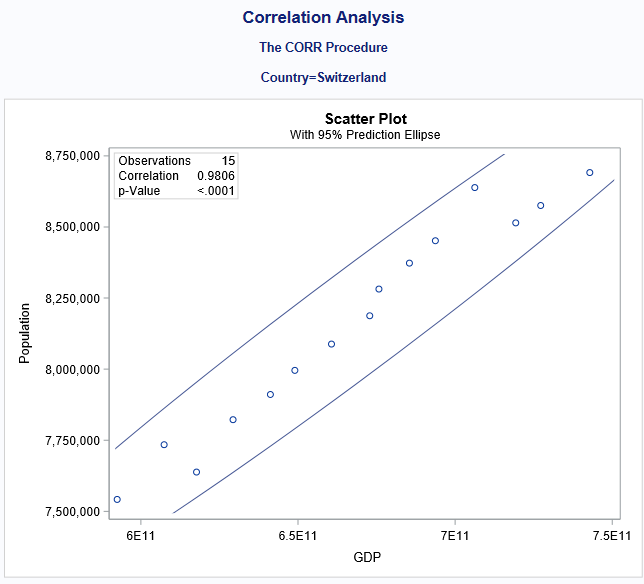 Correlation Analysis
The CORR Procedure
Country=Switzerland
Scatter Plot
With 95% Prediction Ellipse
Observations 15
Correlation 0.9806
p-Value <.0001
8,750,000
8,500,000
8,250,000
8,000,000
7,750,000
7,500,000
Population
6E11 6.5E11 7E11 7.5E11
GDP